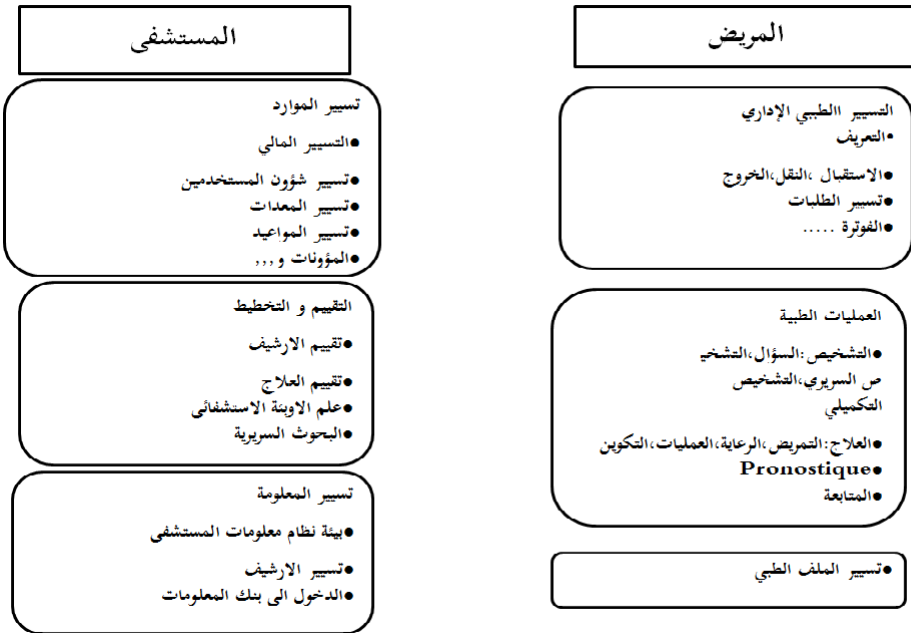 المريض
التسيير االطبي الإداري
•التعريف
●الاستقبال ،النقل،الخروج
●تسيير الطلبات
●الفوترة .....
العمليات الطبية
●التشخيص:السؤال،التشخي
ص السريري،التشخيص
التكميلي
●العلاج:التمريض،الرعاية،العمليات،التكوين
●Pronostique
●المتابعة
●تسيير الملف الطبي
المستشفى
تسيير الموارد
●التسيير المالي
●تسيير شؤون المستخدمين
●تسيير المعدات
●تسيير المواعيد
●المؤونات و,,,
التقييم و التخطيط
●تقييم الارشيف
●تقييم العلاج
●علم الاوبئة الاستشفائى
●البحوث السريرية
تسيير المعلومة
●بيئة نظام معلومات المستشفى
●تسيير الارشيف
●الدخول الى بنك المعلومات